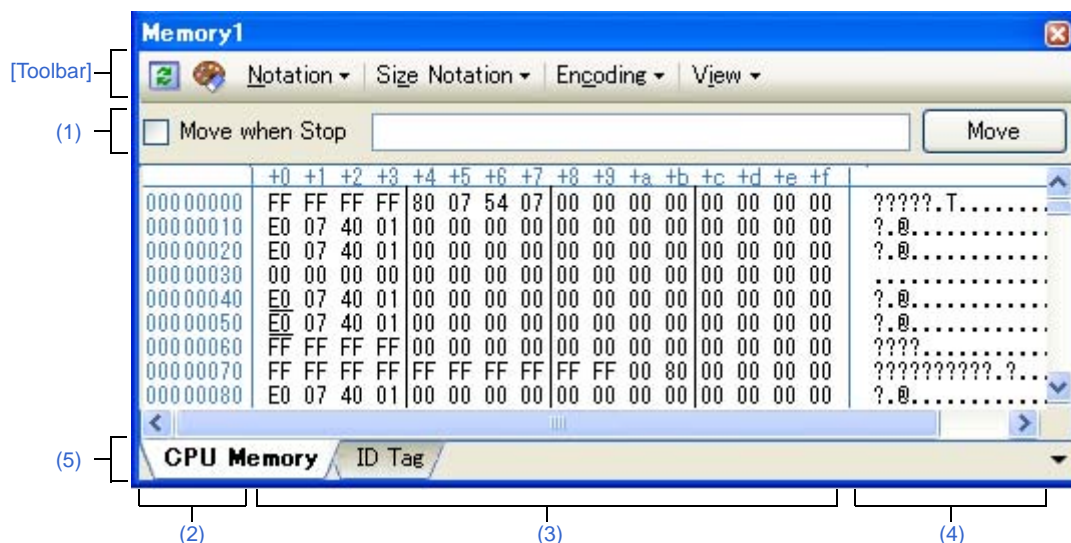 Memory1
[Toolbar]
Notation Size Notation Encoding View
(1)
Move when Stop Move
+0 +1 +2 +3 +4 +5 +6 +7 +8 +9 +a +b +c +d +e +f
00000000 FF FF FF FF 80 07 54 07 00 00 00 00 00 00 00 00 ?????.T.........
00000010 E0 07 40 01 00 00 00 00 00 00 00 00 00 00 00 00 ?.@.............
00000020 E0 07 40 01 00 00 00 00 00 00 00 00 00 00 00 00 ?.@.............
00000030 00 00 00 00 00 00 00 00 00 00 00 00 00 00 00 00 ................
00000040 E0 07 40 01 00 00 00 00 00 00 00 00 00 00 00 00 ?.@.............
00000050 E0 07 40 01 00 00 00 00 00 00 00 00 00 00 00 00 ?.@.............
00000060 FF FF FF FF 00 00 00 00 00 00 00 00 00 00 00 00 ????............
00000070 FF FF FF FF FF FF FF FF FF FF 00 80 00 00 00 00 ??????????.?....
00000080 E0 07 40 01 00 00 00 00 00 00 00 00 00 00 00 00 ?.@.............
(5)
CPU Memory ID Tag
(2) (3) (4)